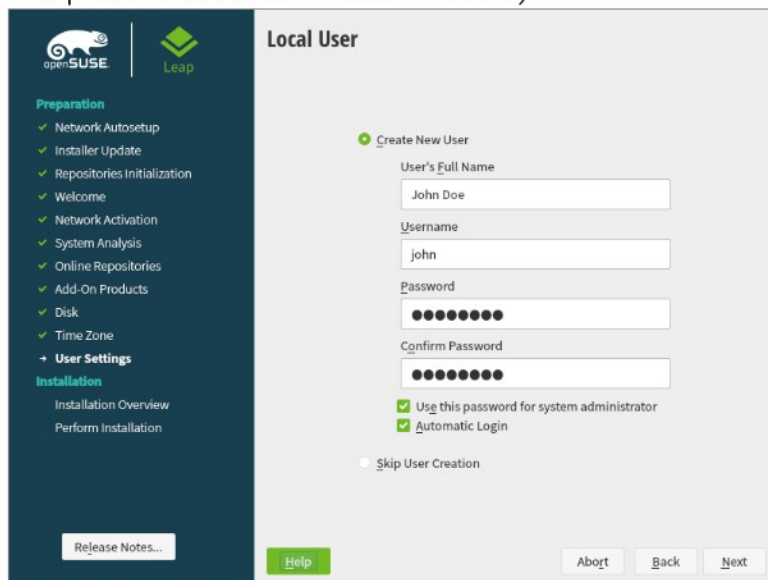 openSUSE
Leap
Local User
Preparation
Network Autosetup
Installer Update
Repositories Initialization
Welcome
Network Activation
System Analysis
Online Repositories
Add-On Products
Disk
Time Zone
User Settings
Installation
Installation Overview
Perform Installation
Release Notes...
Create New User
User's Full Name
John Doe
Username
john
Password
●●●●●●●●
Confirm Password
●●●●●●●●
Use this password for system administrator
Automatic Login
Skip User Creation
Help
Abort
Back
Next